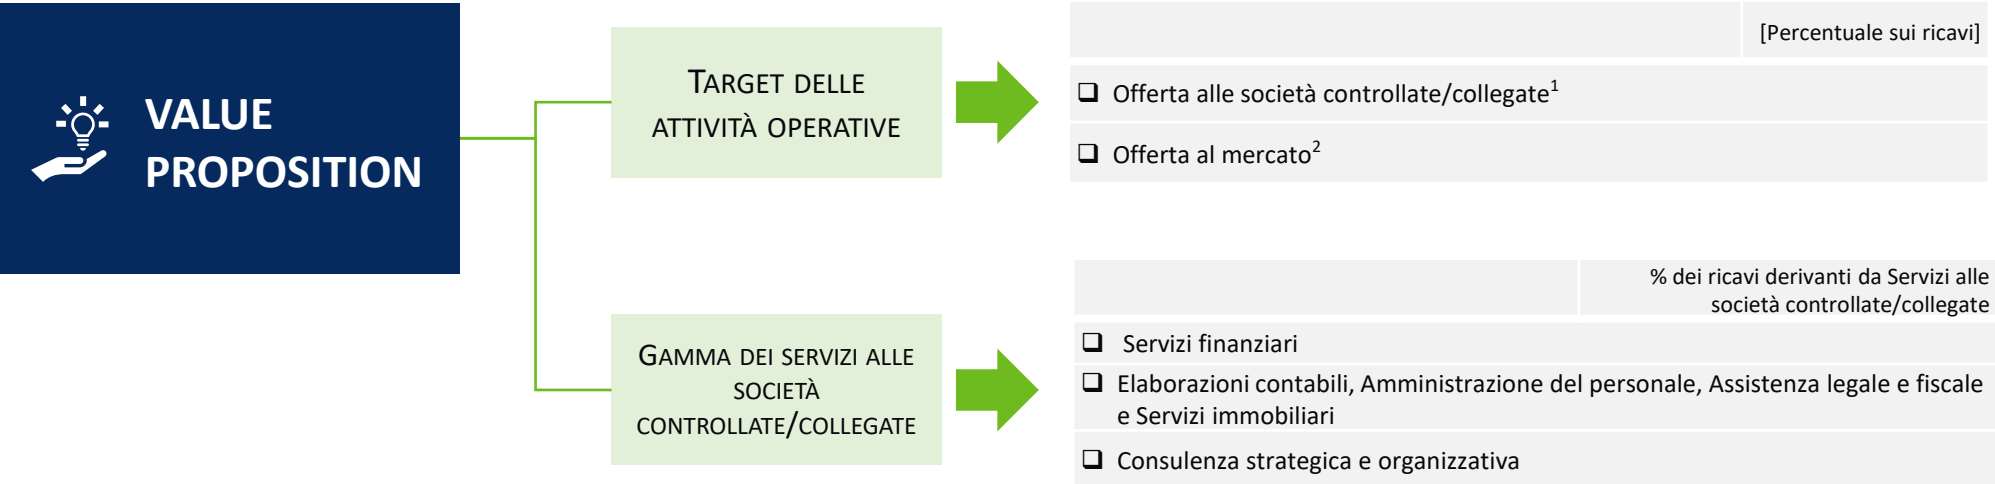 VALUE
PROPOSITION
TARGET DELLE
ATTIVITÀ OPERATIVE
[Percentuale sui ricavi]
❑ Offerta alle società controllate/collegate¹
❑ Offerta al mercato²
GAMMA DEI SERVIZI ALLE
SOCIETÀ
CONTROLLATE/COLLEGATE
% dei ricavi derivanti da Servizi alle
società controllate/collegate
❑ Servizi finanziari
❑ Elaborazioni contabili, Amministrazione del personale, Assistenza legale e fiscale
e Servizi immobiliari
❑ Consulenza strategica e organizzativa